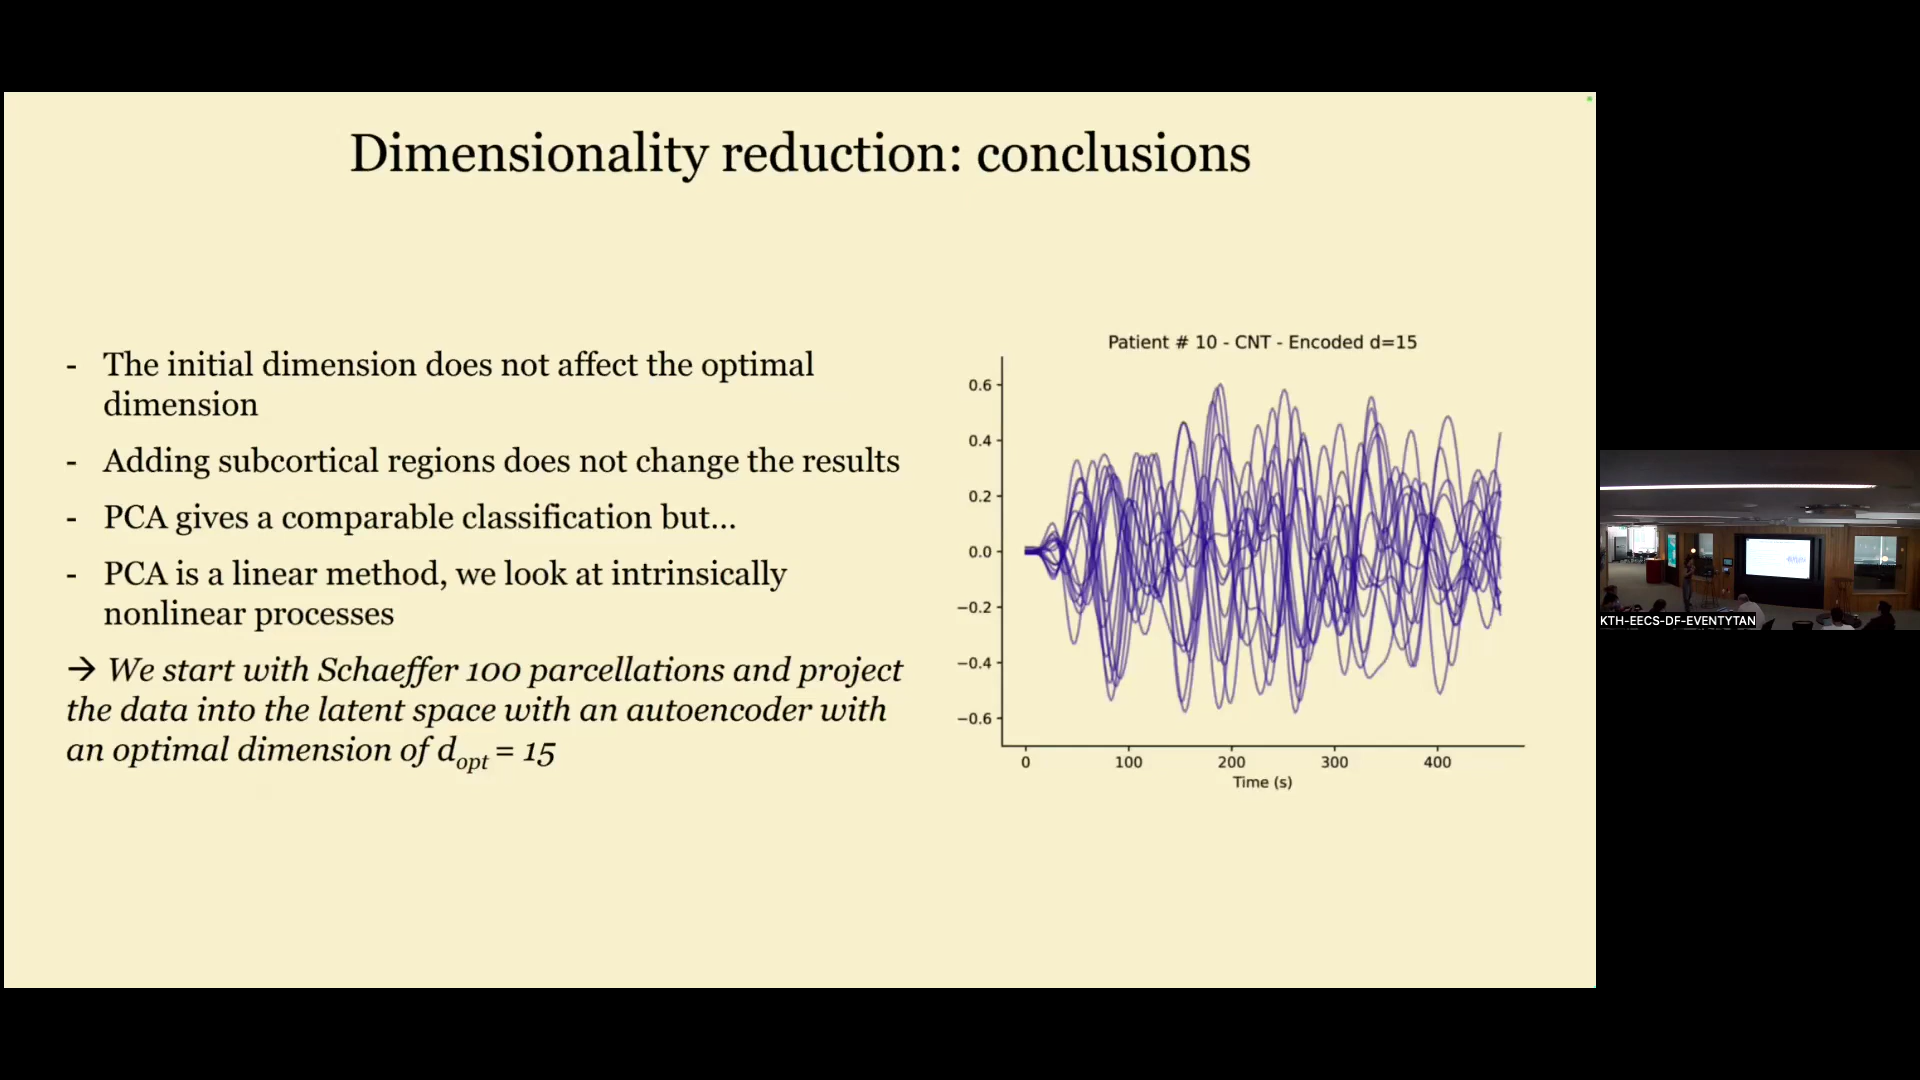 Dimensionality reduction: conclusions
- The initial dimension does not affect the optimal
dimension
- Adding subcortical regions does not change the results
- PCA gives a comparable classification but...
- PCA is a linear method, we look at intrinsically
nonlinear processes
→ We start with Schaeffer 100 parcellations and project
the data into the latent space with an autoencoder with
an optimal dimension of dopt = 15
Patient # 10 - CNT - Encoded d=15
0.6
0.4
0.2
0.0
−0.2
−0.4
−0.6
0 100 200 300 400
Time (s)
KTH-EECS-DF-EVENTYTAN